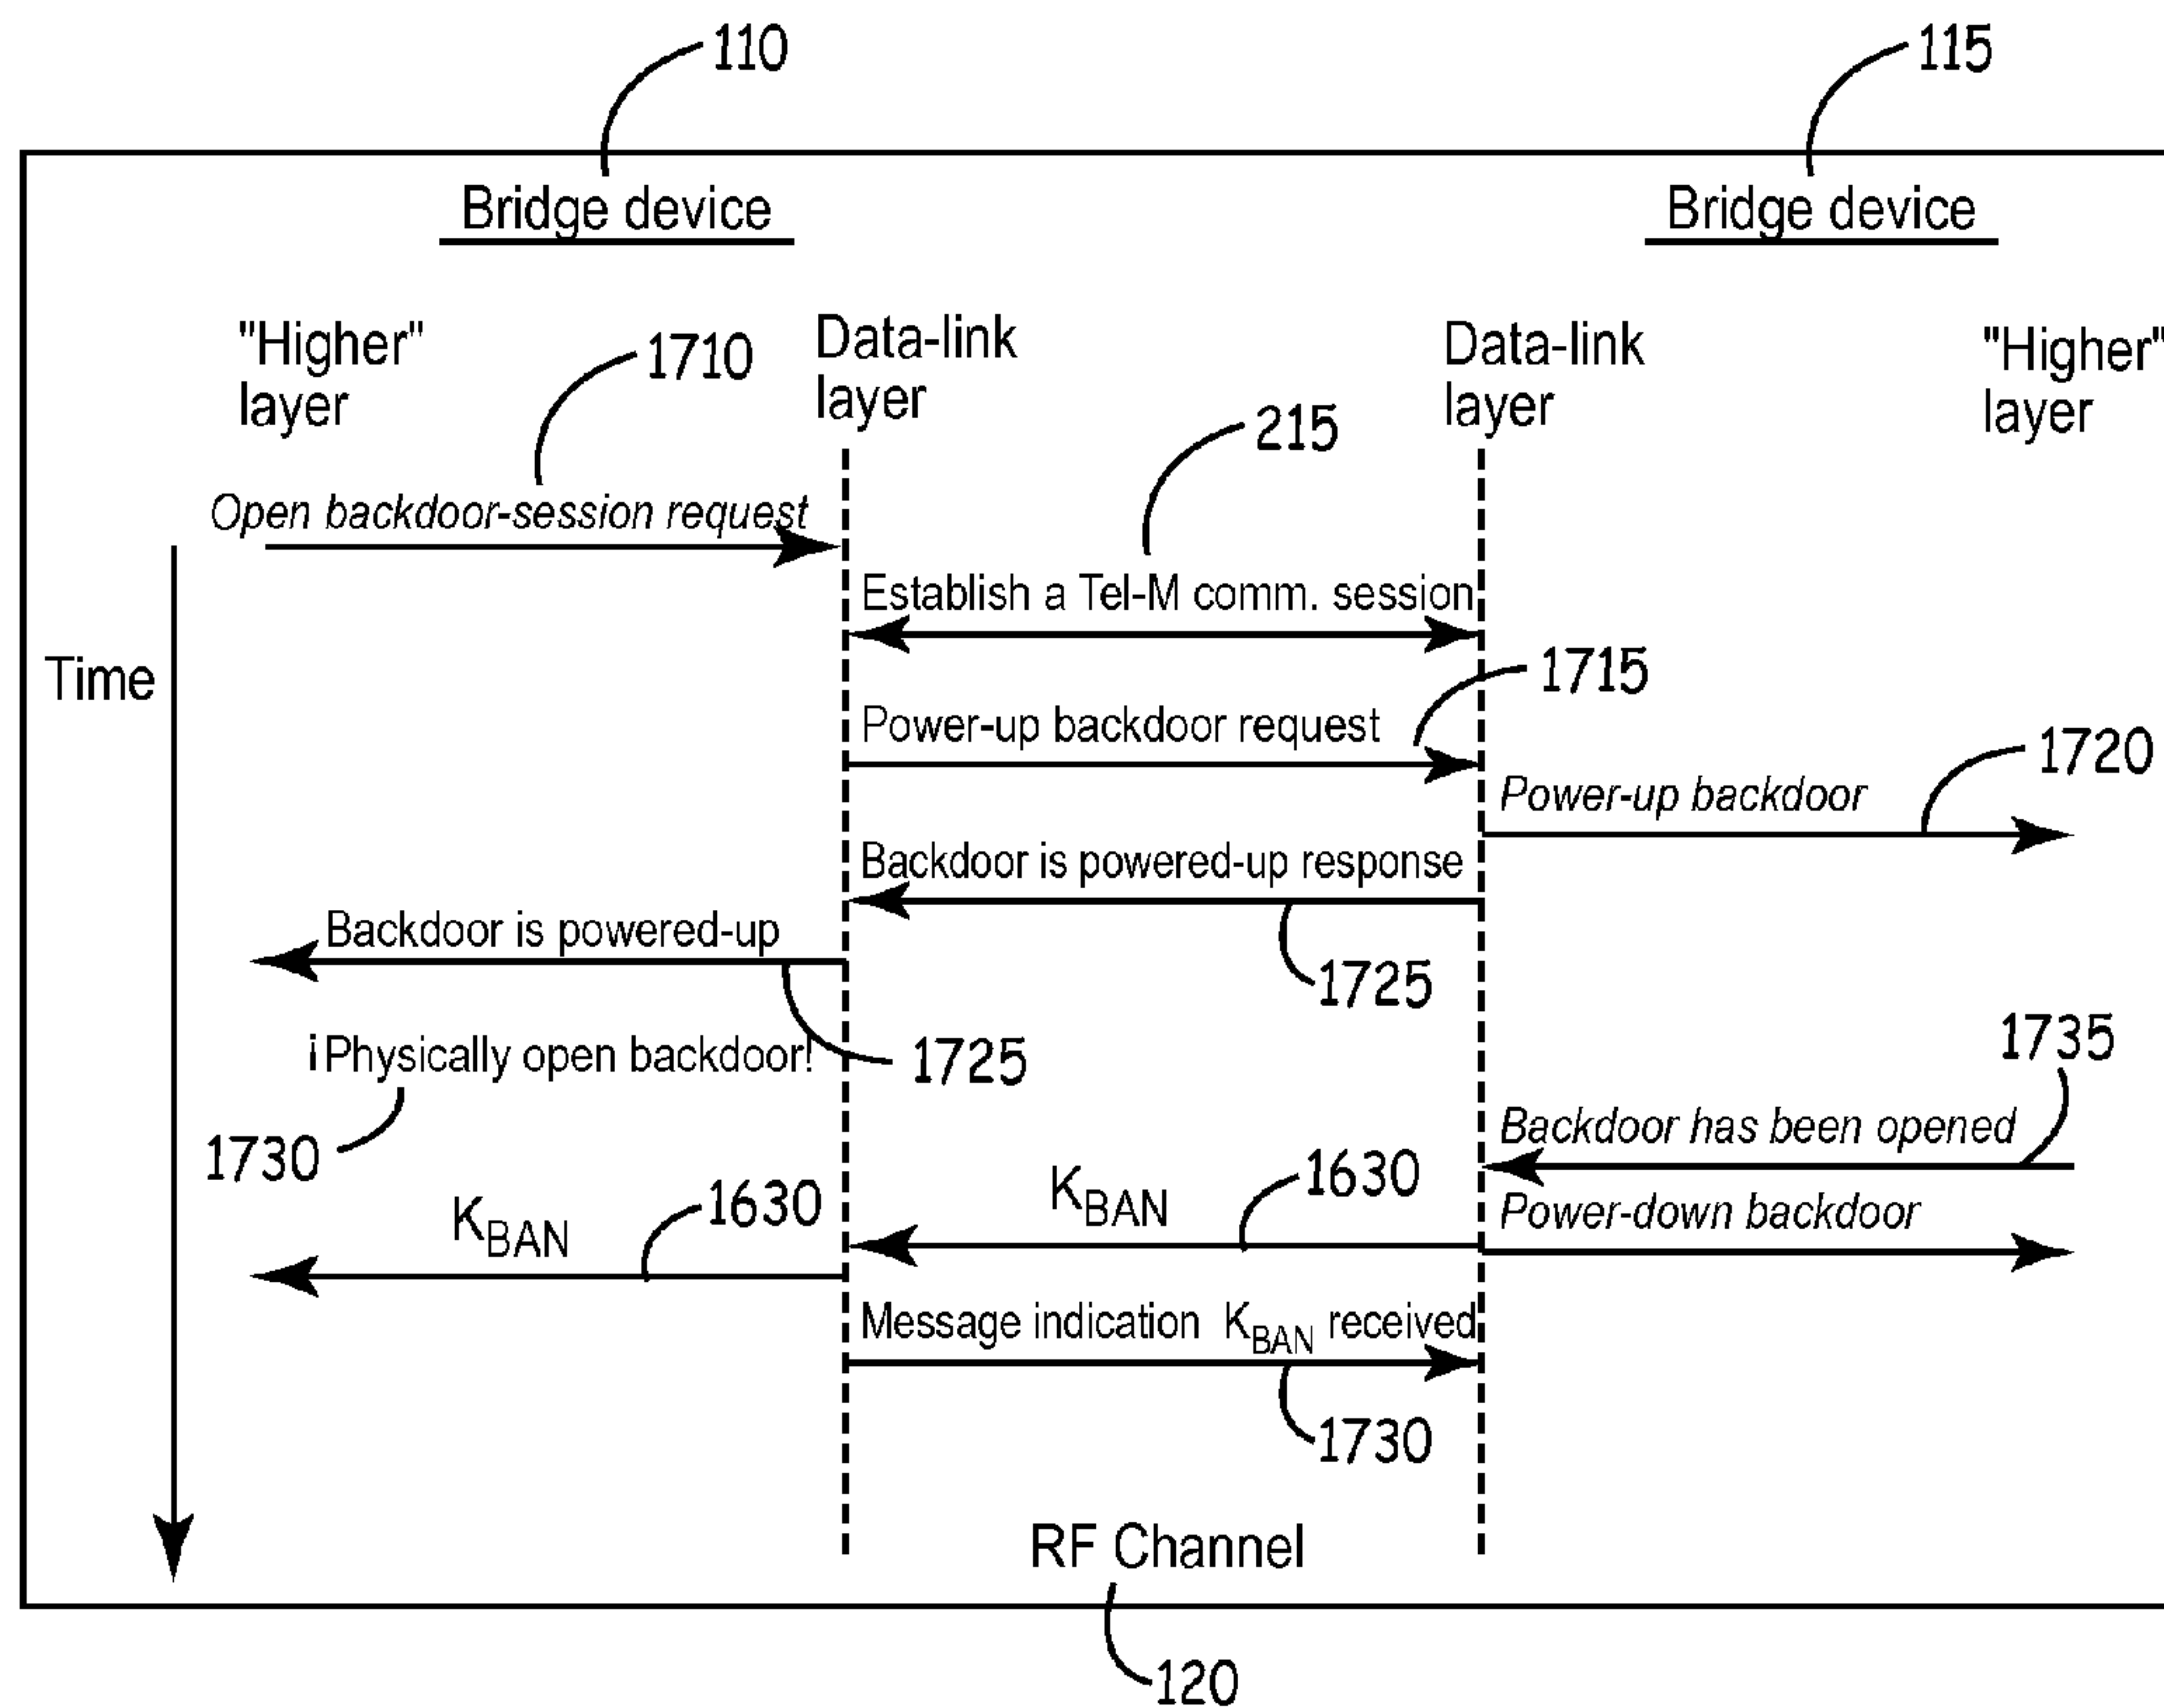 110
115
Bridge device
Bridge device
"Higher"
layer
1710
Data-link
layer
215
Data-link
layer
"Higher"
layer
Open backdoor-session request
Establish a Tel-M comm. session
Time
1715
Power-up backdoor request
1720
Power-up backdoor
Backdoor is powered-up response
Backdoor is powered-up
1725
1725
¡Physically open backdoor!
1735
1730
Backdoor has been opened
1630
KBAN
1630
KBAN
Power-down backdoor
Message indication KBAN received
1730
RF Channel
120